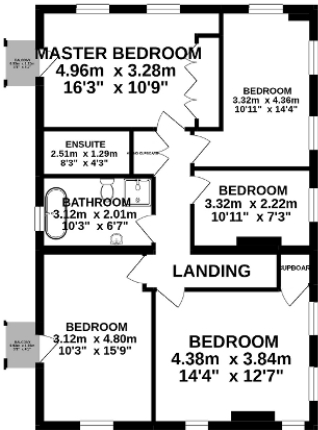 MASTER BEDROOM
4.96m x 3.28m
16'3" x 10'9"
BEDROOM
3.32m x 4.36m
10'11" x 14'4"
ENSUITE
2.51m x 1.29m
8'3" x 4'3"
BATHROOM
3.12m x 2.01m
10'3" x 6'7"
BEDROOM
3.32m x 2.22m
10'11" x 7'3"
LANDING
BEDROOM
3.12m x 4.80m
10'3" x 15'9"
BEDROOM
4.38m x 3.84m
14'4" x 12'7"